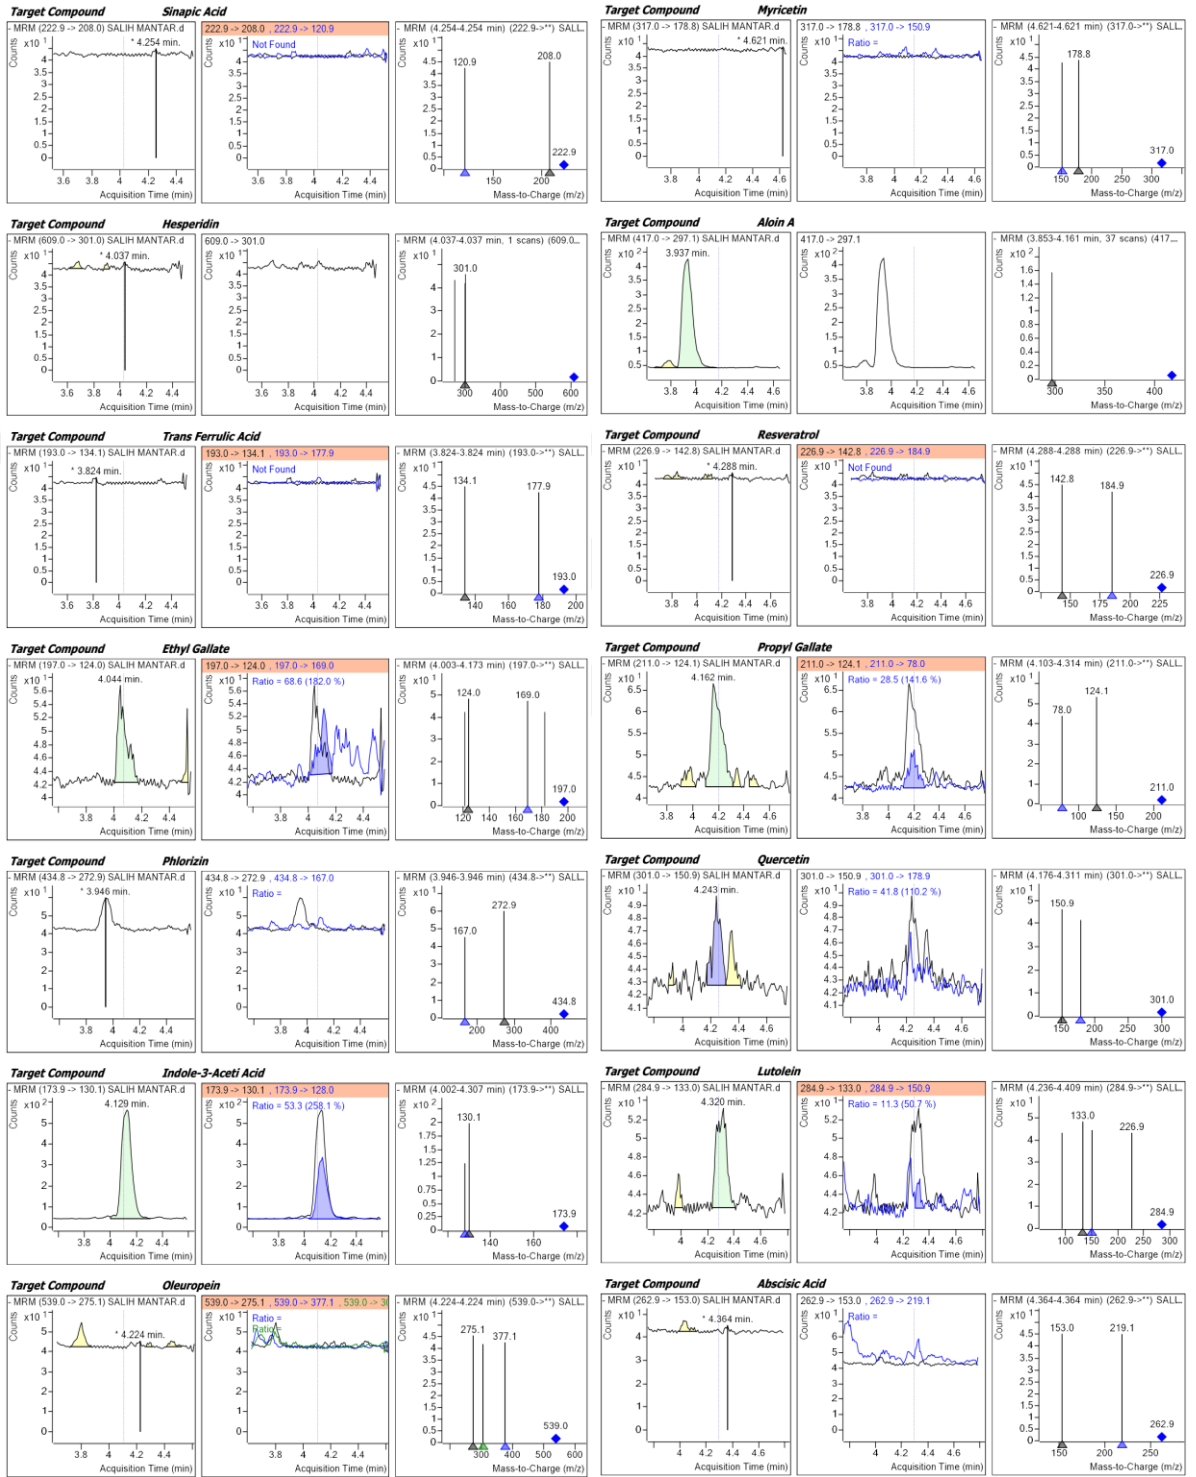 Target Compound Sinapic Acid
- MRM (222.9 -> 208.0) SALIH MANTAR.d
* 4.254 min.
222.9 -> 208.0 , 222.9 -> 120.9
Not Found
- MRM (4.254-4.254 min) (222.9->**) SALL
120.9
208.0
222.9
Target Compound Myricetin
- MRM (317.0 -> 178.8) SALIH MANTAR.d
* 4.621 min.
317.0 -> 178.8 , 317.0 -> 150.9
Ratio =
- MRM (4.621-4.621 min) (317.0->**) SALL
178.8
317.0
Target Compound Hesperidin
- MRM (609.0 -> 301.0) SALIH MANTAR.d
* 4.037 min.
609.0 -> 301.0
- MRM (4.037-4.037 min, 1 scans) (609.0...
301.0
Target Compound Aloin A
- MRM (417.0 -> 297.1) SALIH MANTAR.d
3.937 min.
417.0 -> 297.1
- MRM (3.853-4.161 min, 37 scans) (417...
Target Compound Trans Ferrulic Acid
- MRM (193.0 -> 134.1) SALIH MANTAR.d
* 3.824 min.
193.0 -> 134.1 , 193.0 -> 177.9
Not Found
- MRM (3.824-3.824 min) (193.0->**) SALL
134.1
177.9
193.0
Target Compound Resveratrol
- MRM (226.9 -> 142.8) SALIH MANTAR.d
* 4.288 min.
226.9 -> 142.8 , 226.9 -> 184.9
Not Found
- MRM (4.288-4.288 min) (226.9->**) SALL
142.8
184.9
226.9
Target Compound Ethyl Gallate
- MRM (197.0 -> 124.0) SALIH MANTAR.d
4.044 min.
197.0 -> 124.0 , 197.0 -> 169.0
Ratio = 68.6 (182.0 %)
- MRM (4.003-4.173 min) (197.0->**) SALL
124.0
169.0
197.0
Target Compound Propyl Gallate
- MRM (211.0 -> 124.1) SALIH MANTAR.d
4.162 min.
211.0 -> 124.1 , 211.0 -> 78.0
Ratio = 28.5 (141.6 %)
- MRM (4.103-4.314 min) (211.0->**) SALL
78.0
124.1
211.0
Target Compound Phlorizin
- MRM (434.8 -> 272.9) SALIH MANTAR.d
* 3.946 min.
434.8 -> 272.9 , 434.8 -> 167.0
Ratio =
- MRM (3.946-3.946 min) (434.8->**) SALL
167.0
272.9
434.8
Target Compound Quercetin
- MRM (301.0 -> 150.9) SALIH MANTAR.d
4.243 min.
301.0 -> 150.9 , 301.0 -> 178.9
Ratio = 41.8 (110.2 %)
- MRM (4.176-4.311 min) (301.0->**) SALL
150.9
301.0
Target Compound Indole-3-Aceti Acid
- MRM (173.9 -> 130.1) SALIH MANTAR.d
4.129 min.
173.9 -> 130.1 , 173.9 -> 128.0
Ratio = 53.3 (258.1 %)
- MRM (4.002-4.307 min) (173.9->**) SALL
130.1
173.9
Target Compound Lutolein
- MRM (284.9 -> 133.0) SALIH MANTAR.d
4.320 min.
284.9 -> 133.0 , 284.9 -> 150.9
Ratio = 11.3 (50.7 %)
- MRM (4.236-4.409 min) (284.9->**) SALL
133.0
226.9
284.9
Target Compound Oleuropein
- MRM (539.0 -> 275.1) SALIH MANTAR.d
* 4.224 min.
539.0 -> 275.1 , 539.0 -> 377.1 , 539.0 -> 30
Ratio =
Ratio =
- MRM (4.224-4.224 min) (539.0->**) SALL
275.1
377.1
539.0
Target Compound Abscisic Acid
- MRM (262.9 -> 153.0) SALIH MANTAR.d
* 4.364 min.
262.9 -> 153.0 , 262.9 -> 219.1
Ratio =
- MRM (4.364-4.364 min) (262.9->**) SALL
153.0
219.1
262.9
Counts
Acquisition Time (min)
Mass-to-Charge (m/z)